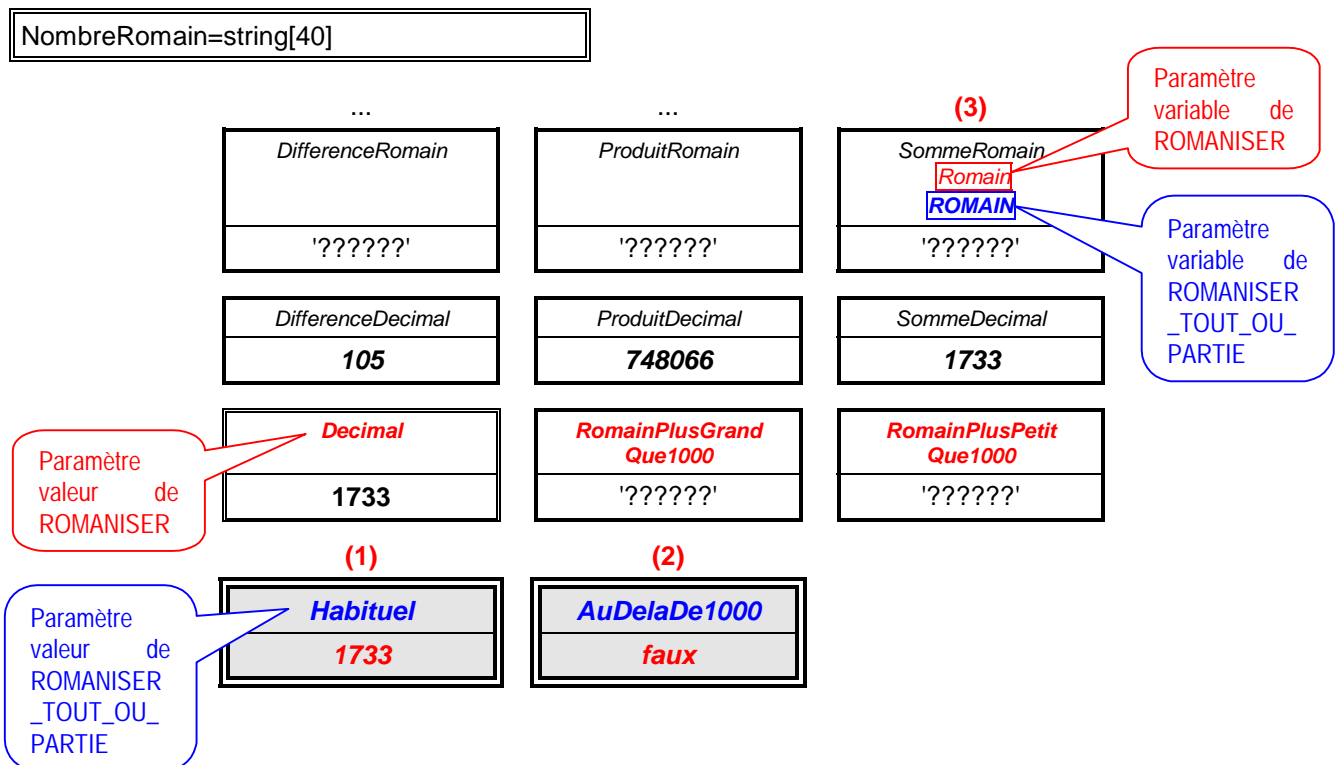 NombreRomain=string[40]
... ... (3)
Paramètre
variable de
ROMANISER
DifferenceRomain ProduitRomain SommeRomain
Romain
ROMAIN
'??????' '??????' '??????'
Paramètre
variable de
ROMANISER
_TOUT_OU_
PARTIE
DifferenceDecimal ProduitDecimal SommeDecimal
105 748066 1733
Paramètre
valeur de
ROMANISER
Decimal RomainPlusGrand RomainPlusPetit
Que1000 Que1000
1733 '??????' '??????'
(1) (2)
Paramètre
valeur de
ROMANISER
_TOUT_OU_
PARTIE
Habituel AuDelaDe1000
1733 faux